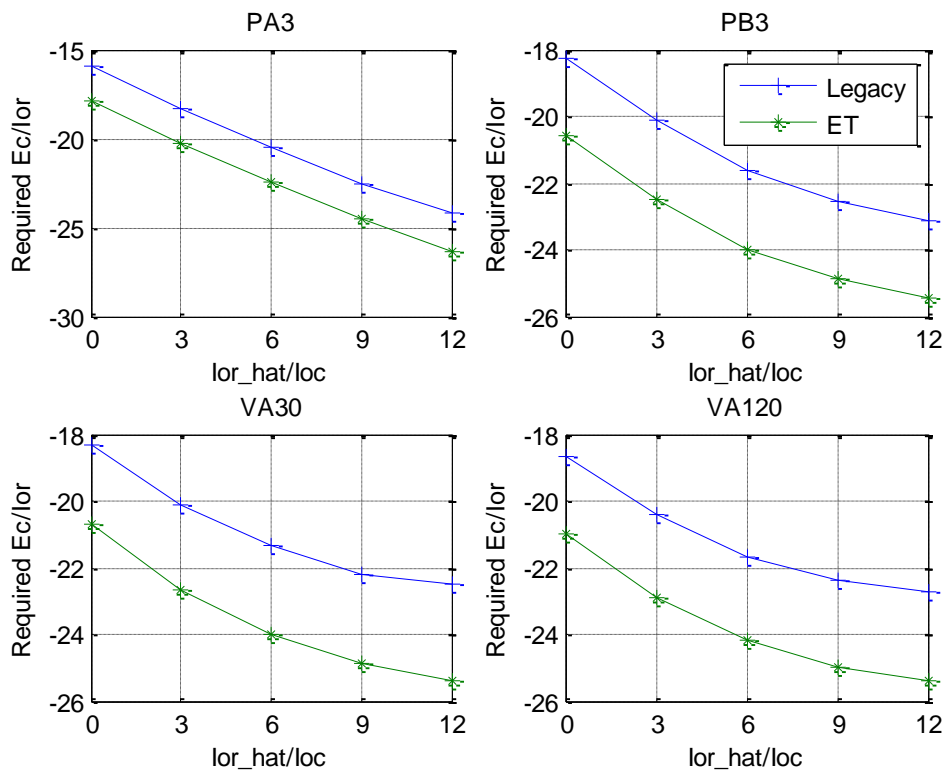 PA3
-15
-20
-25
-30
Required Ec/Ior
0 3 6 9 12
Ior_hat/Ioc
PB3
-18
-20
-22
-24
-26
Required Ec/Ior
Legacy
ET
0 3 6 9 12
Ior_hat/Ioc
VA30
-18
-20
-22
-24
-26
Required Ec/Ior
0 3 6 9 12
Ior_hat/Ioc
VA120
-18
-20
-22
-24
-26
Required Ec/Ior
0 3 6 9 12
Ior_hat/Ioc